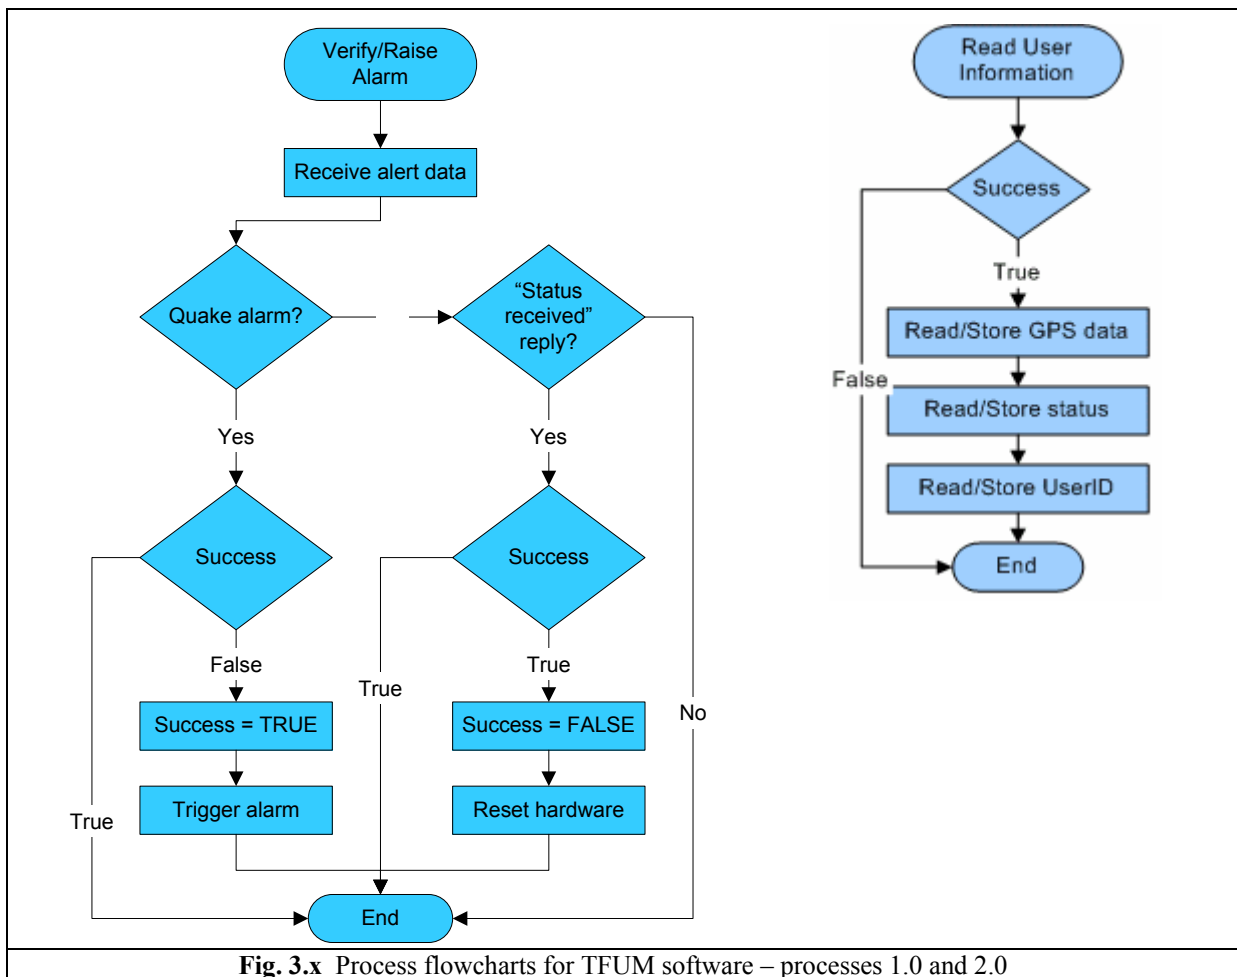 Verify/Raise
Alarm
Receive alert data
Quake alarm?
“Status
received”
reply?
Yes
Yes
Success
Success
False
True
True
No
Success = TRUE
Success = FALSE
Trigger alarm
Reset hardware
True
End
Read User
Information
Success
True
Read/Store GPS data
False
Read/Store status
Read/Store UserID
End
Fig. 3.x Process flowcharts for TFUM software – processes 1.0 and 2.0